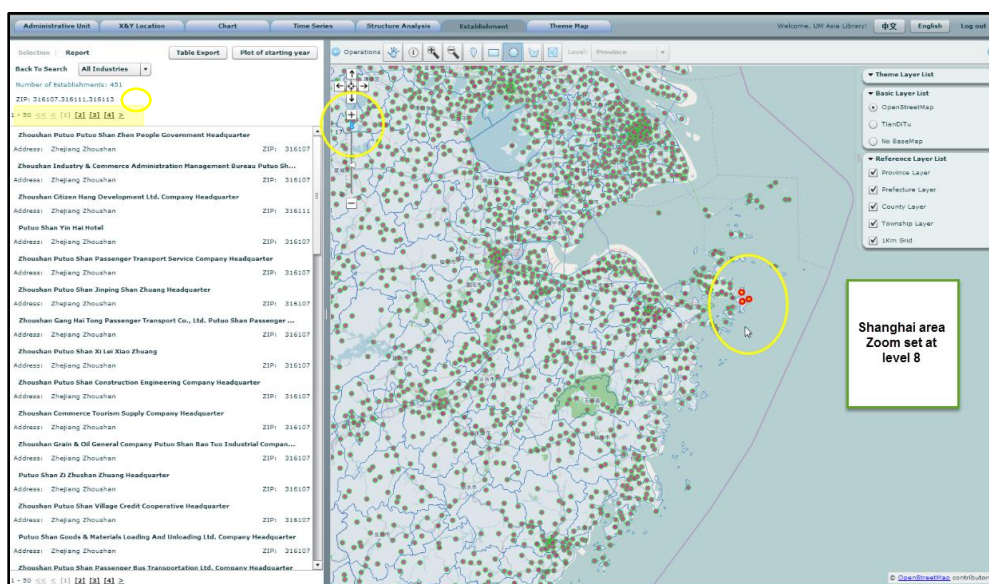 Administrative Unit X&Y Location Chart Time Series Structure Analysis Establishment Theme Map Welcome, UM Asia Library! 中文 English Log out
Selection Report Table Export Plot of starting year
Operations Level: Province
Back To Search All Industries
Number of Establishments: 451
ZIP: 316107,316111,316113
1 - 50 << < [1] [2] [3] [4] >
Zhoushan Putuo Putuo Shan Zhen People Government Headquarter
Address: Zhejiang Zhoushan ZIP: 316107
Zhoushan Industry & Commerce Administration Management Bureau Putuo Sh...
Address: Zhejiang Zhoushan ZIP: 316107
Zhoushan Citizen Hang Development Ltd. Company Headquarter
Address: Zhejiang Zhoushan ZIP: 316111
Putuo Shan Yin Hai Hotel
Address: Zhejiang Zhoushan ZIP: 316107
Zhoushan Putuo Shan Passenger Transport Service Company Headquarter
Address: Zhejiang Zhoushan ZIP: 316107
Zhoushan Putuo Shan Jinping Shan Zhuang Headquarter
Address: Zhejiang Zhoushan ZIP: 316107
Zhoushan Gang Hai Tong Passenger Transport Co., Ltd. Putuo Shan Passenger ...
Address: Zhejiang Zhoushan ZIP: 316107
Zhoushan Putuo Shan Xi Lei Xiao Zhuang
Address: Zhejiang Zhoushan ZIP: 316107
Zhoushan Putuo Shan Construction Engineering Company Headquarter
Address: Zhejiang Zhoushan ZIP: 316107
Zhoushan Commerce Tourism Supply Company Headquarter
Address: Zhejiang Zhoushan ZIP: 316107
Zhoushan Grain & Oil General Company Putuo Shan Bao Tuo Industrial Compan...
Address: Zhejiang Zhoushan ZIP: 316107
Putuo Shan Zi Zhushan Zhuang Headquarter
Address: Zhejiang Zhoushan ZIP: 316107
Zhoushan Putuo Shan Village Credit Cooperative Headquarter
Address: Zhejiang Zhoushan ZIP: 316107
Putuo Shan Goods & Materials Loading And Unloading Ltd. Company Headquarter
Address: Zhejiang Zhoushan ZIP: 316107
Zhoushan Putuo Shan Passenger Bus Transportation Ltd. Company Headquarter
1 - 50 << < [1] [2] [3] [4] >
Theme Layer List
Basic Layer List
OpenStreetMap
TianDiTu
No BaseMap
Reference Layer List
Province Layer
Prefecture Layer
County Layer
Township Layer
1Km Grid
Shanghai area
Zoom set at
level 8
© OpenStreetMap contributors